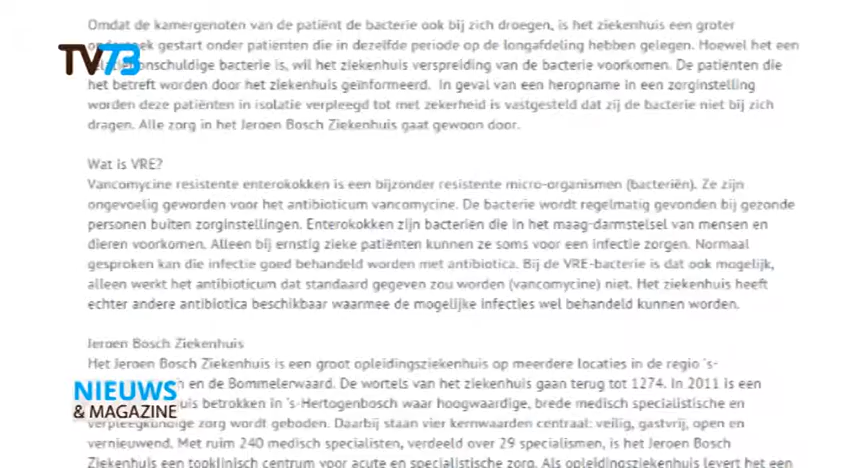 Omdat de kamergenoten van de patiënt de bacterie ook bij zich droegen, is het ziekenhuis een groter
gestart onder patiënten die in dezelfde periode op de longafdeling hebben gelegen. Hoewel het een
TV73
onschuldige bacterie is, wil het ziekenhuis verspreiding van de bacterie voorkomen. De patiënten die
het betreft worden door het ziekenhuis geïnformeerd. In geval van een heropname in een zorginstelling
worden deze patiënten in isolatie verpleegd tot met zekerheid is vastgesteld dat zij de bacterie niet bij zich
dragen. Alle zorg in het Jeroen Bosch Ziekenhuis gaat gewoon door.
Wat is VRE?
Vancomycine resistente enterokokken is een bijzonder resistente micro-organismen (bacteriën). Ze zijn
ongevoelig geworden voor het antibioticum vancomycine. De bacterie wordt regelmatig gevonden bij gezonde
personen buiten zorginstellingen. Enterokokken zijn bacteriën die in het maag-darmstelsel van mensen en
dieren voorkomen. Alleen bij ernstig zieke patiënten kunnen ze soms voor een infectie zorgen. Normaal
gesproken kan die infectie goed behandeld worden met antibiotica. Bij de VRE-bacterie is dat ook mogelijk,
alleen werkt het antibioticum dat standaard gegeven zou worden (vancomycine) niet. Het ziekenhuis heeft
echter andere antibiotica beschikbaar waarmee de mogelijke infecties wel behandeld kunnen worden.
Jeroen Bosch Ziekenhuis
Het Jeroen Bosch Ziekenhuis is een groot opleidingsziekenhuis op meerdere locaties in de regio 's-
en de Bommelerwaard. De wortels van het ziekenhuis gaan terug tot 1274. In 2011 is een
NIEUWS
& MAGAZINE
betrokken in 's-Hertogenbosch waar hoogwaardige, brede medisch specialistische en
verpleegkundige zorg wordt geboden. Daarbij staan vier kernwaarden centraal: veilig, gastvrij, open en
vernieuwend. Met ruim 240 medisch specialisten, verdeeld over 29 specialismen, is het Jeroen Bosch
Ziekenhuis een topklinisch centrum voor acute en specialistische zorg. Als opleidingsziekenhuis levert het een